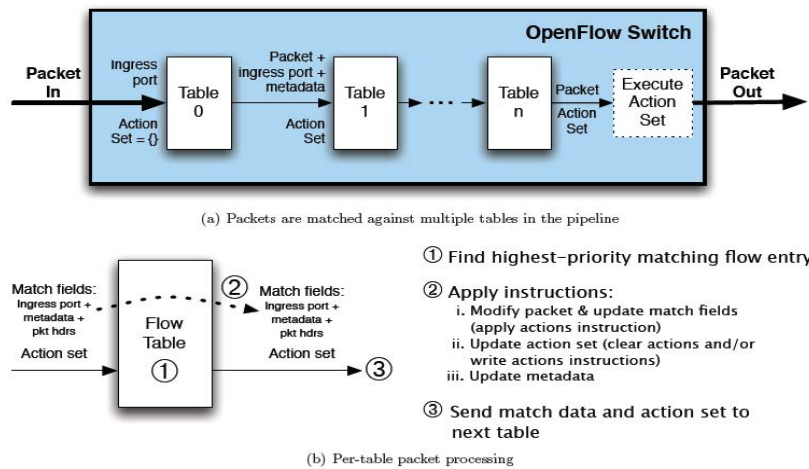 OpenFlow Switch
Packet
In
Ingress
port
Action
Set = {}
Table
0
Packet +
ingress port +
metadata
Action
Set
Table
1
Table
n
Packet
Action
Set
Execute
Action
Set
Packet
Out
(a) Packets are matched against multiple tables in the pipeline
Match fields:
Ingress port +
metadata +
pkt hdrs
Action set
Flow
Table
①
②
Match fields:
Ingress port +
metadata +
pkt hdrs
Action set
③
① Find highest-priority matching flow entry
② Apply instructions:
i. Modify packet & update match fields
(apply actions instruction)
ii. Update action set (clear actions and/or
write actions instructions)
iii. Update metadata
③ Send match data and action set to
next table
(b) Per-table packet processing